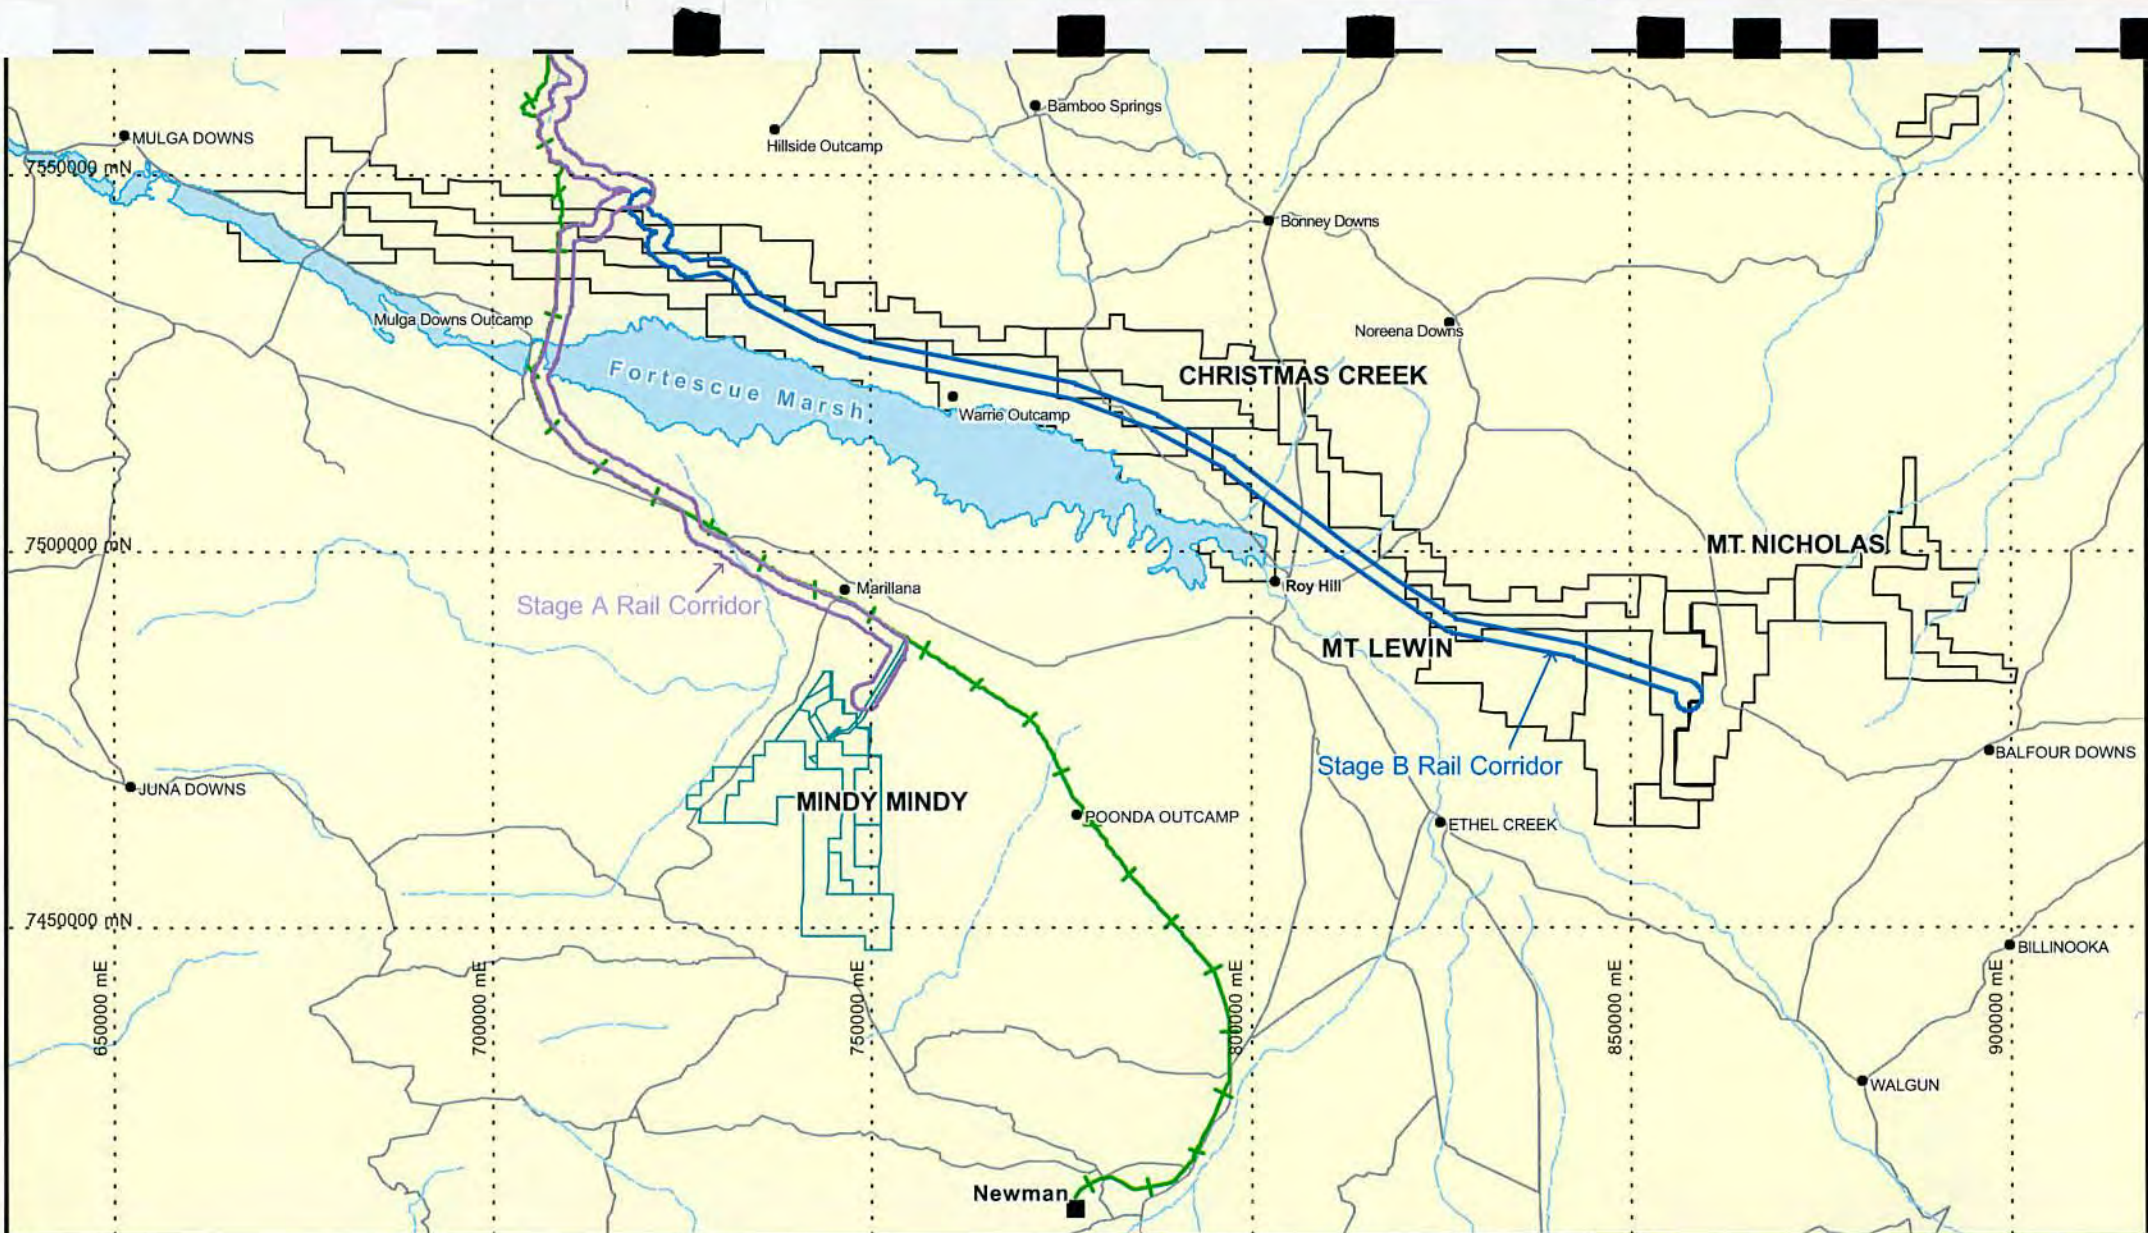 Bamboo Springs
MULGA DOWNS
Hillside Outcamp
7550000 mN
Bonney Downs
Mulga Downs Outcamp
Noreena Downs
Fortescue Marsh
CHRISTMAS CREEK
Warrie Outcamp
7500000 mN
MT NICHOLAS
Marillana
Roy Hill
Stage A Rail Corridor
MT LEWIN
BALFOUR DOWNS
Stage B Rail Corridor
JUNA DOWNS
MINDY MINDY
POONDA OUTCAMP
ETHEL CREEK
7450000 mN
BILLINOOKA
650000 mE
700000 mE
750000 mE
800000 mE
850000 mE
900000 mE
WALGUN
Newman